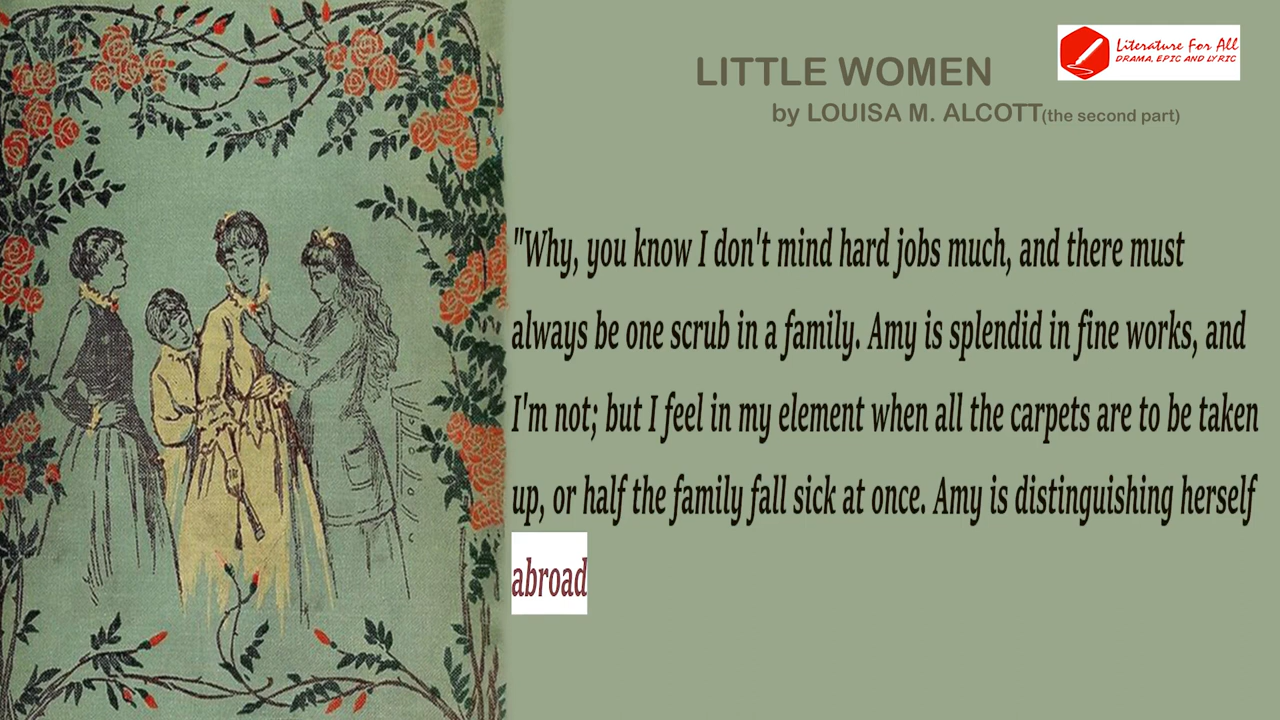 LITTLE WOMEN
by LOUISA M. ALCOTT(the second part)
Literature For All
DRAMA, EPIC AND LYRIC
"Why, you know I don't mind hard jobs much, and there must
always be one scrub in a family. Amy is splendid in fine works, and
I'm not; but I feel in my element when all the carpets are to be taken
up, or half the family fall sick at once. Amy is distinguishing herself
abroad